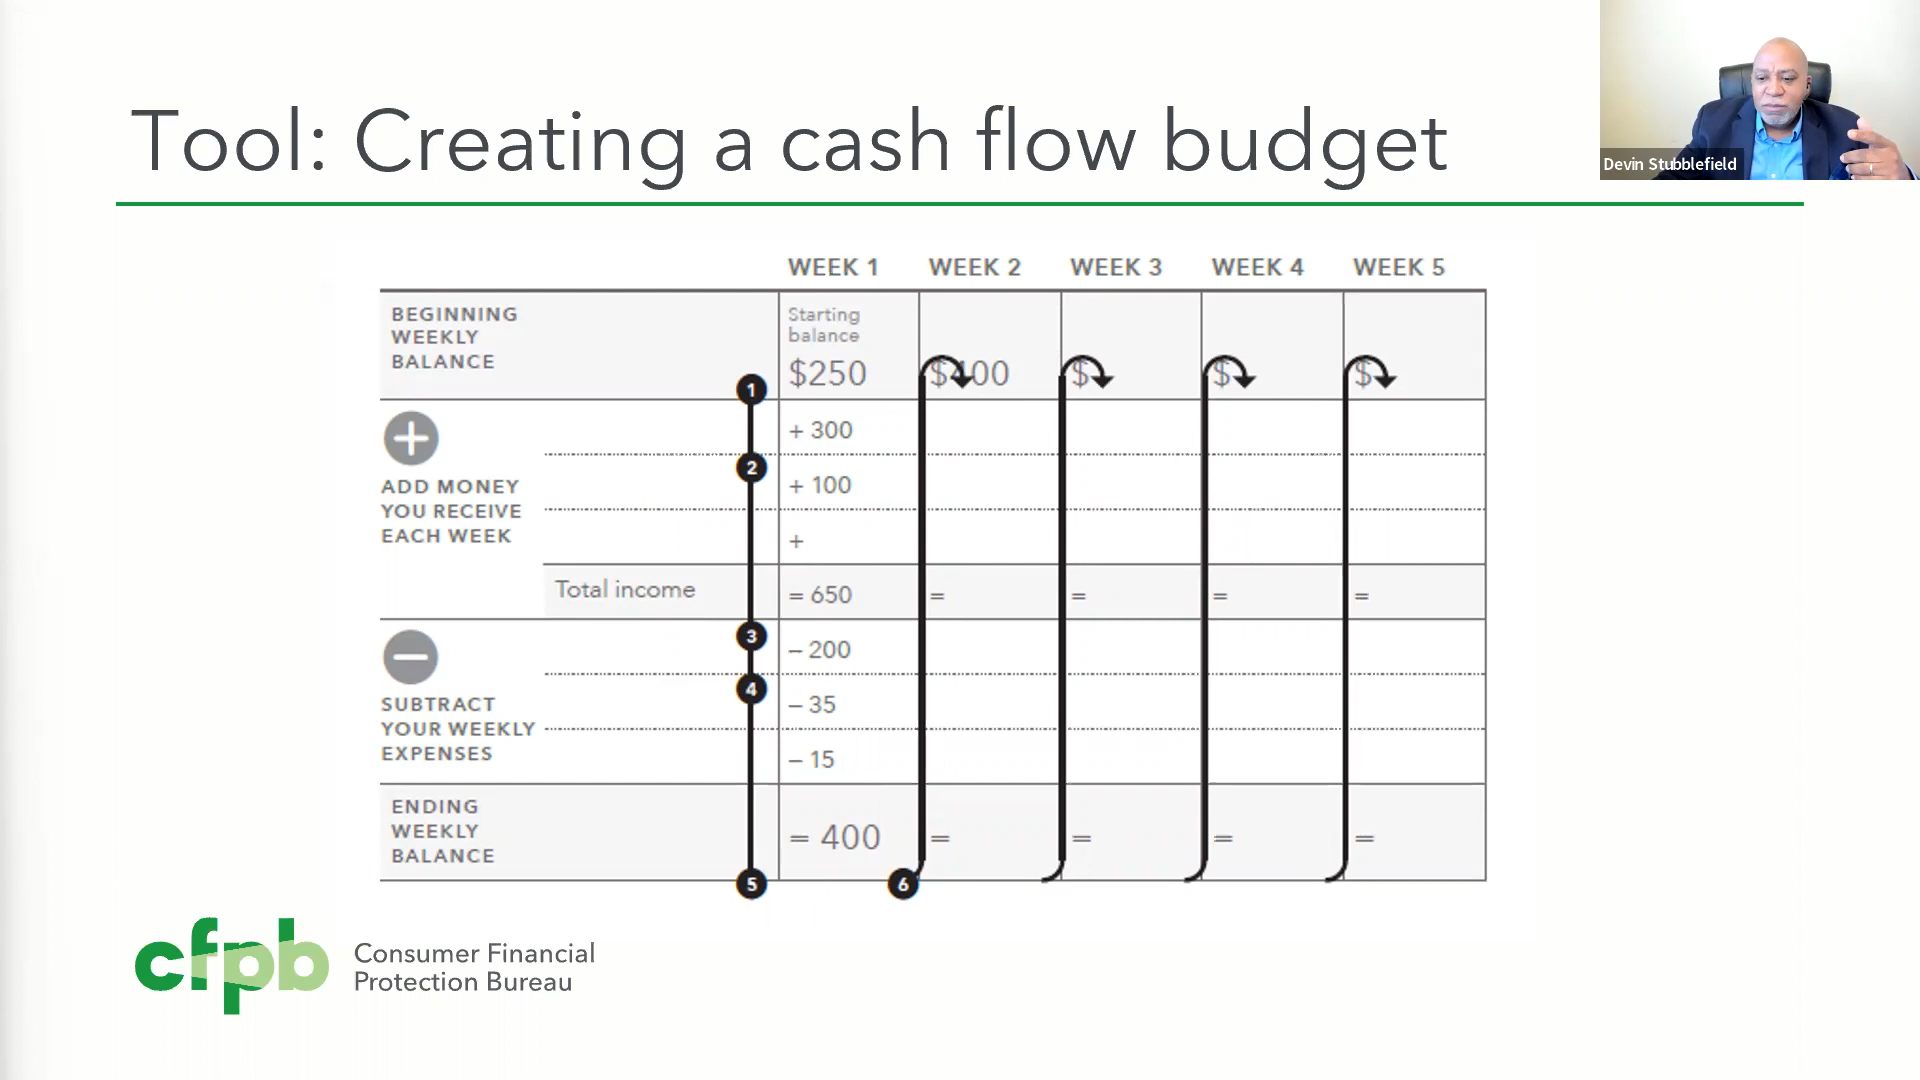 Tool: Creating a cash flow budget
Devin Stubblefield
WEEK 1 WEEK 2 WEEK 3 WEEK 4 WEEK 5
BEGINNING
WEEKLY
BALANCE
Starting
balance
$250 $400 $ $ $
1
+ 300
2
ADD MONEY
YOU RECEIVE
EACH WEEK
+ 100
+
Total income = 650 = = = =
3
– 200
4
SUBTRACT
YOUR WEEKLY
EXPENSES
– 35
– 15
ENDING
WEEKLY
BALANCE
= 400 = = = =
5 6
cfpb
Consumer Financial
Protection Bureau